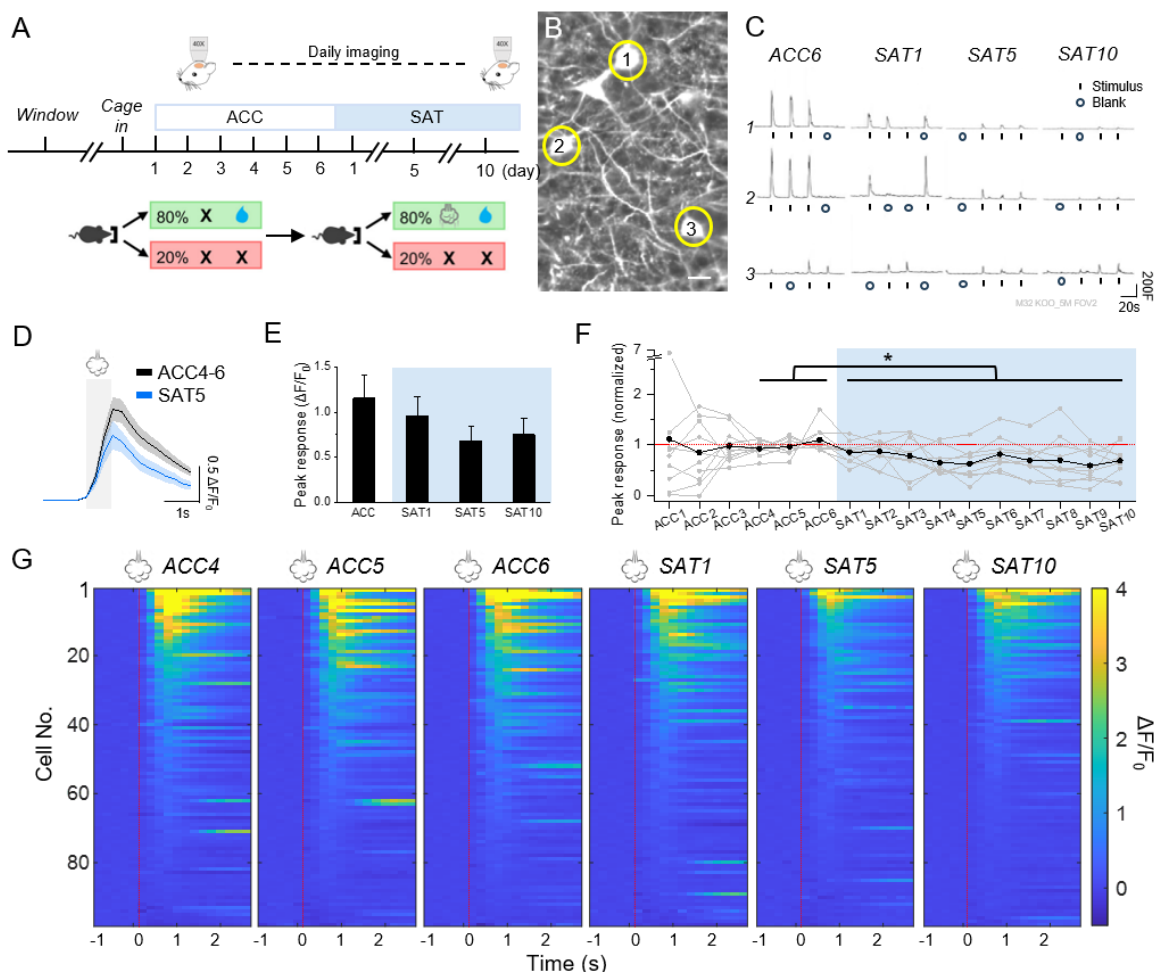 A
40X
40X
Daily imaging
Window
Cage in
ACC
SAT
1 2 3 4 5 6 1 5 10 (day)
80% X
20% X X
80%
20% X X
B
1
2
3
C
ACC6 SAT1 SAT5 SAT10
Stimulus
Blank
1
2
3
M32 KOO_5M FOV2
200F
20s
D
ACC4-6
SAT5
0.5 ΔF/F0
1s
E
Peak response (ΔF/F0)
1.5
1.0
0.5
0.0
ACC SAT1 SAT5 SAT10
F
Peak response (normalized)
7
2
1
0
*
ACC1 ACC2 ACC3 ACC4 ACC5 ACC6 SAT1 SAT2 SAT3 SAT4 SAT5 SAT6 SAT7 SAT8 SAT9 SAT10
G
ACC4 ACC5 ACC6 SAT1 SAT5 SAT10
Cell No.
1
20
40
60
80
-1 0 2 -1 0 2 -1 0 2 -1 0 2 -1 0 2 -1 0 2
Time (s)
4
3
2
1
0
ΔF/F0